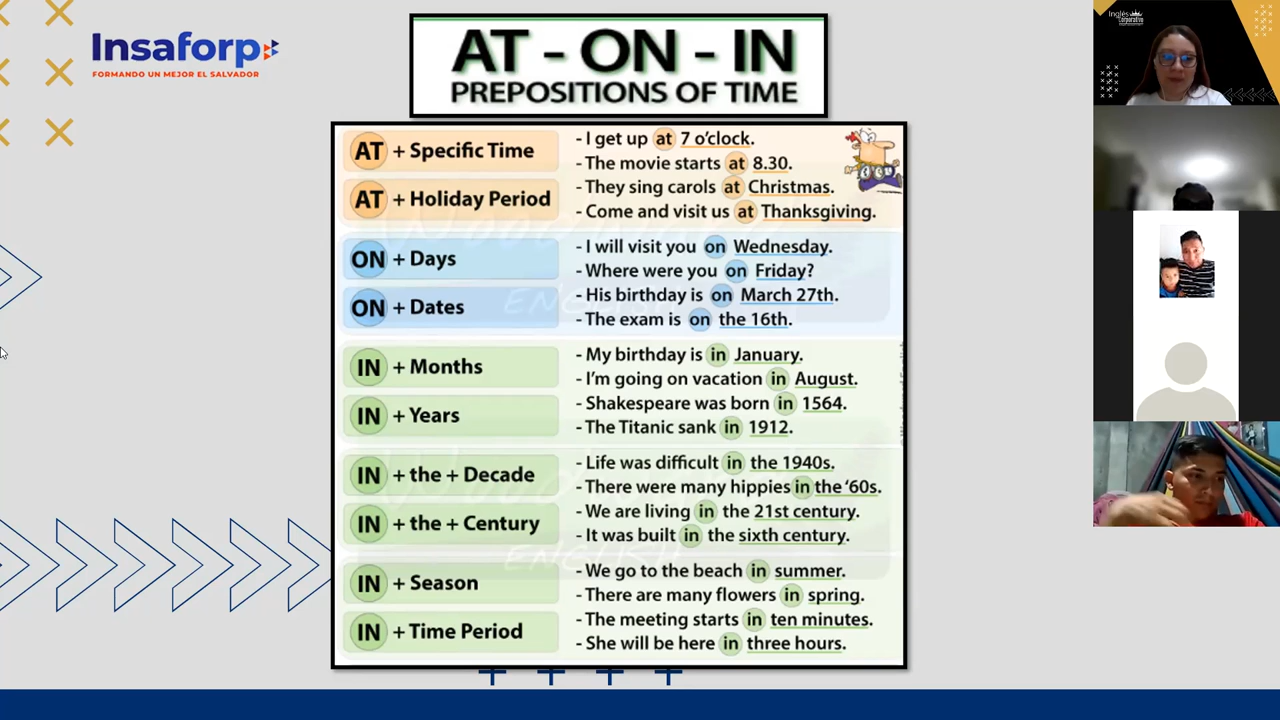 Insaforp
FORMANDO UN MEJOR EL SALVADOR
AT - ON - IN
PREPOSITIONS OF TIME
AT + Specific Time
- I get up at 7 o'clock.
- The movie starts at 8.30.
AT + Holiday Period
- They sing carols at Christmas.
- Come and visit us at Thanksgiving.
ON + Days
- I will visit you on Wednesday.
- Where were you on Friday?
ON + Dates
- His birthday is on March 27th.
- The exam is on the 16th.
IN + Months
- My birthday is in January.
- I'm going on vacation in August.
IN + Years
- Shakespeare was born in 1564.
- The Titanic sank in 1912.
IN + the + Decade
- Life was difficult in the 1940s.
- There were many hippies in the '60s.
IN + the + Century
- We are living in the 21st century.
- It was built in the sixth century.
IN + Season
- We go to the beach in summer.
- There are many flowers in spring.
IN + Time Period
- The meeting starts in ten minutes.
- She will be here in three hours.
Inglés
Corporativo